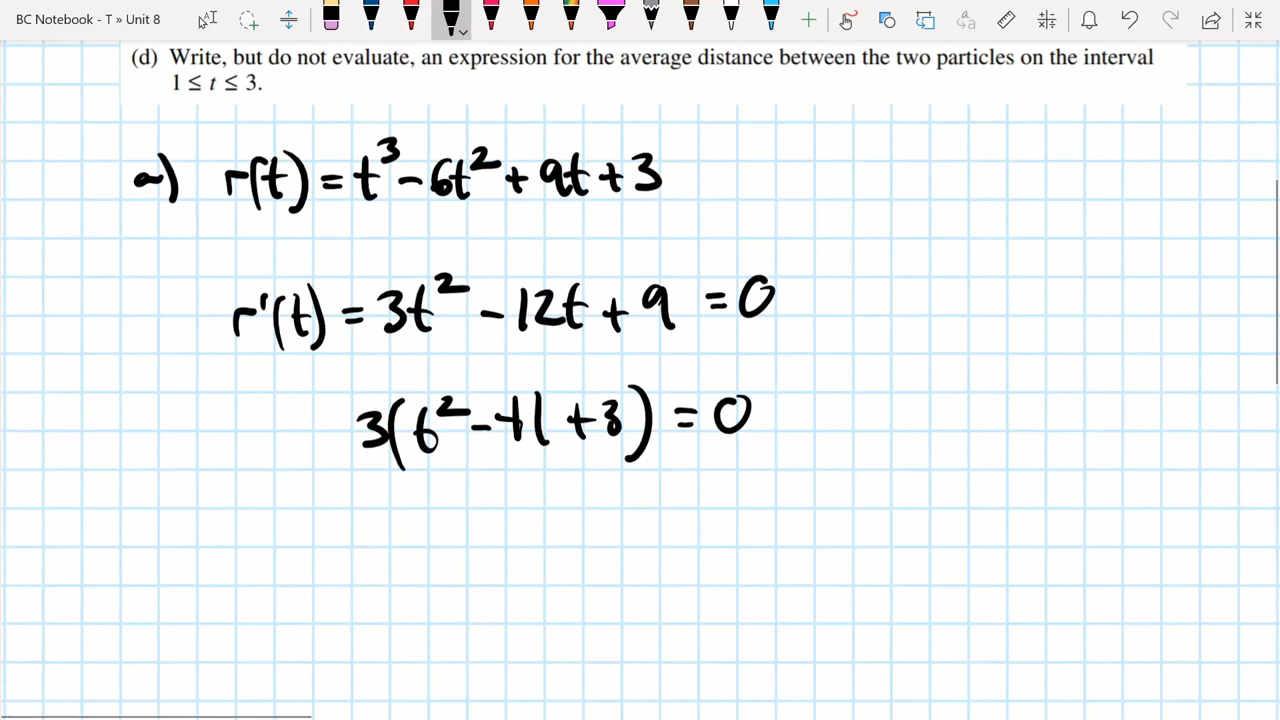 BC Notebook - T » Unit 8
(d) Write, but do not evaluate, an expression for the average distance between the two particles on the interval
1 ≤ t ≤ 3.
a) r(t) = t³ - 6t² + 9t + 3
r'(t) = 3t² - 12t + 9 = 0
3(t² - 4t + 3) = 0